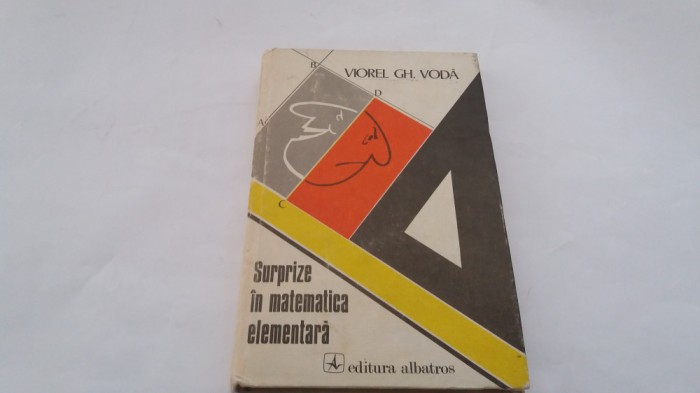 VIOREL GH. VODĂ
B
D
A
C
Surprize
în matematica
elementară
editura albatros